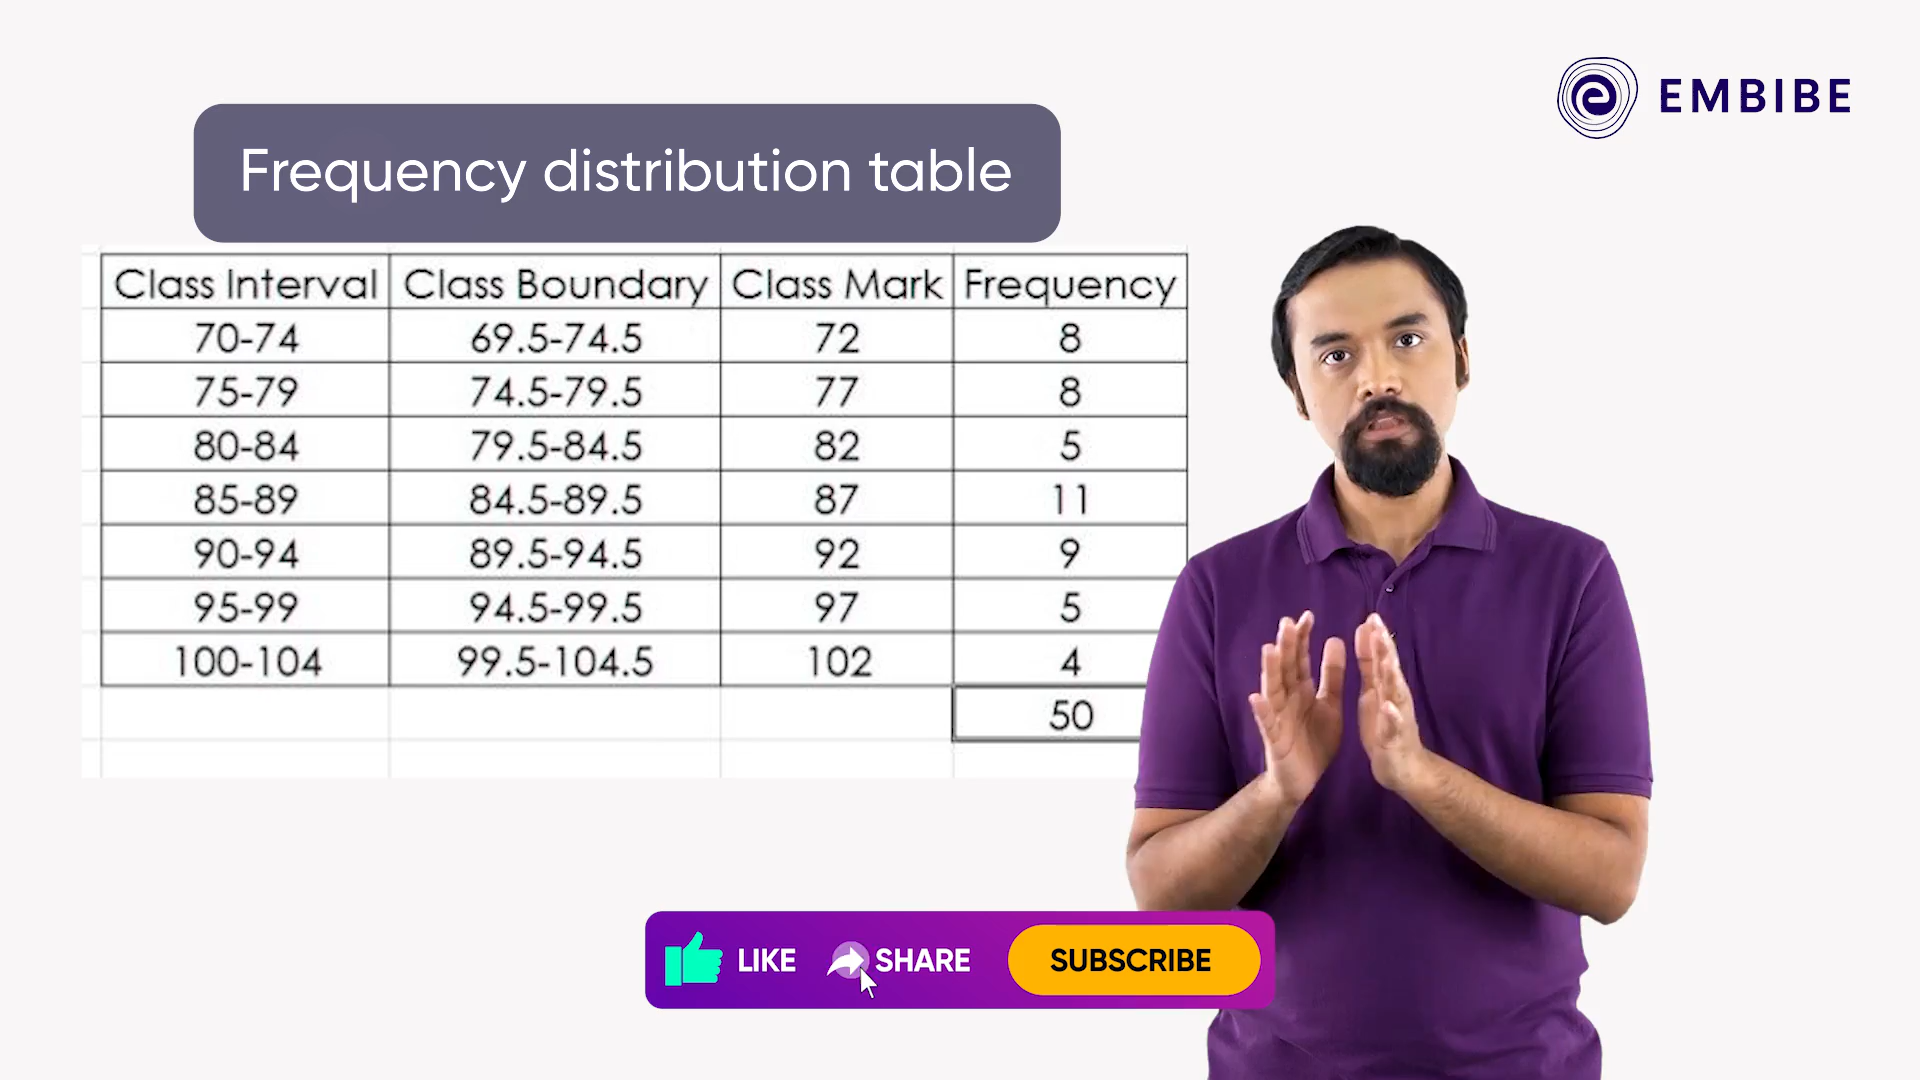 EMBIBE
Frequency distribution table
Class Interval Class Boundary Class Mark Frequency
70-74 69.5-74.5 72 8
75-79 74.5-79.5 77 8
80-84 79.5-84.5 82 5
85-89 84.5-89.5 87 11
90-94 89.5-94.5 92 9
95-99 94.5-99.5 97 5
100-104 99.5-104.5 102 4
50
LIKE SHARE SUBSCRIBE